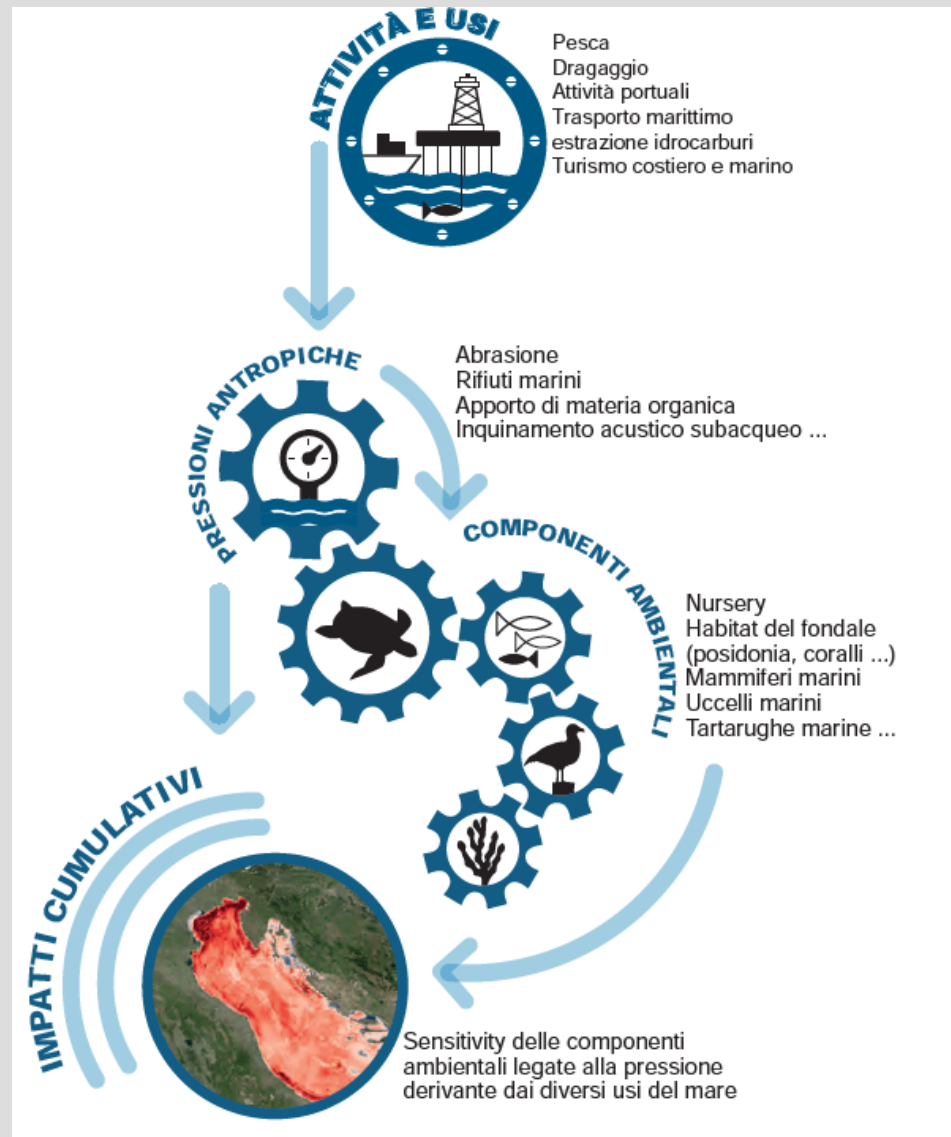 ATTIVITÀ E USI
Pesca
Dragaggio
Attività portuali
Trasporto marittimo
estrazione idrocarburi
Turismo costiero e marino
PRESSIONI ANTROPICHE
Abrasione
Rifiuti marini
Apporto di materia organica
Inquinamento acustico subacqueo ...
COMPONENTI AMBIENTALI
Nursery
Habitat del fondale
(posidonia, coralli ...)
Mammiferi marini
Uccelli marini
Tartarughe marine ...
IMPATTI CUMULATIVI
Sensitivity delle componenti
ambientali legate alla pressione
derivante dai diversi usi del mare